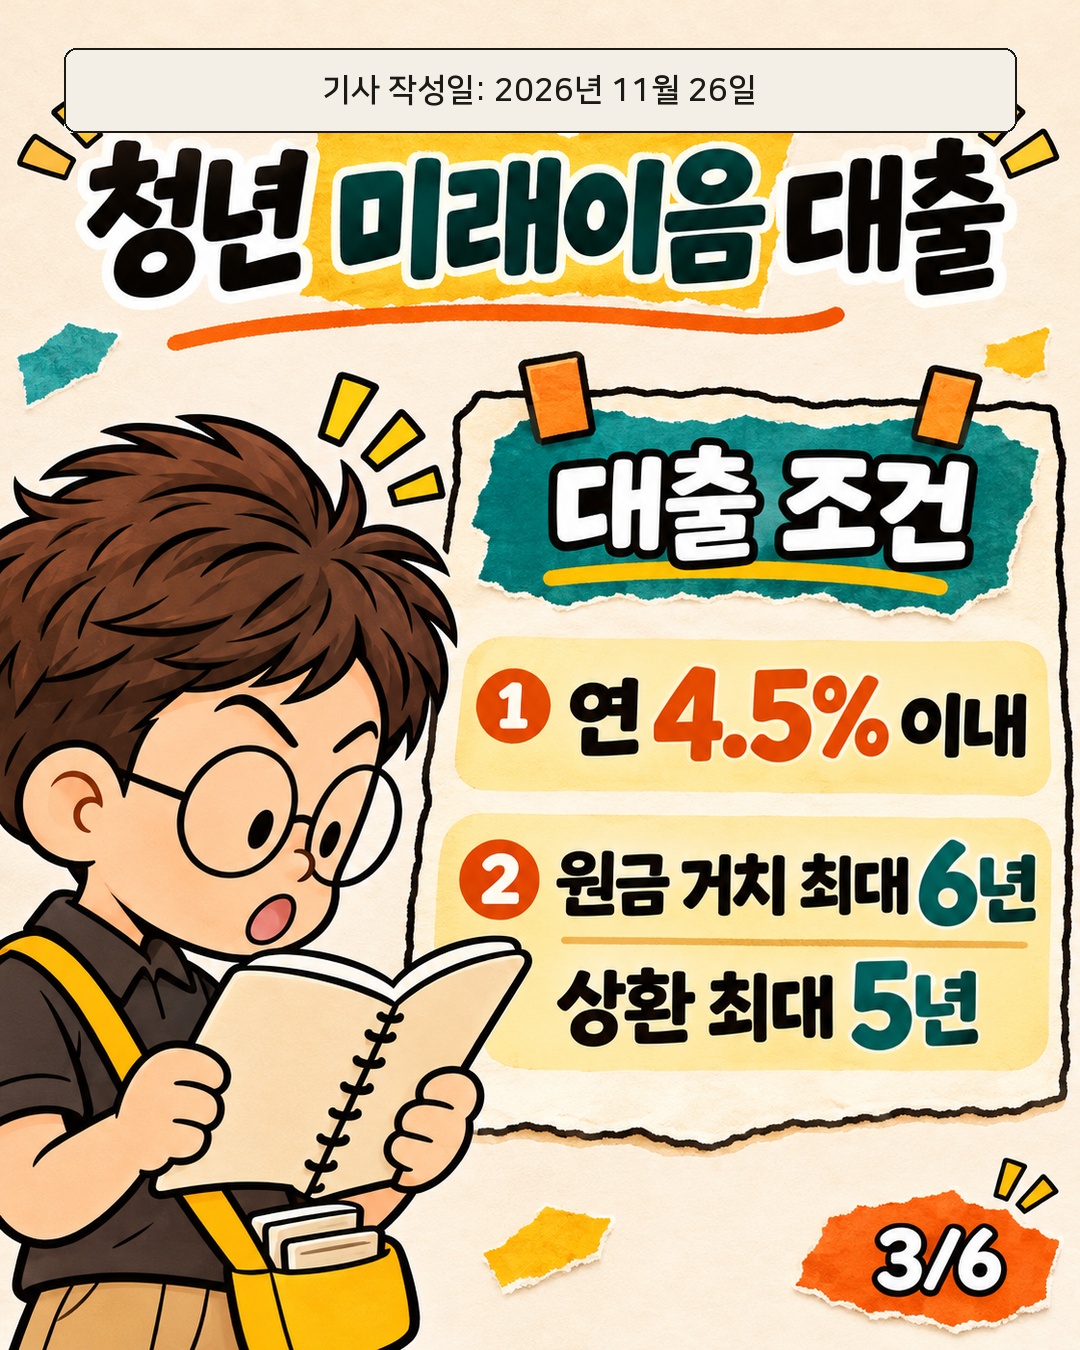 기사 작성일: 2026년 11월 26일
청년 미래이음 대출
대출 조건
1 연 4.5% 이내
2 원금 거치 최대 6년
상환 최대 5년
3/6